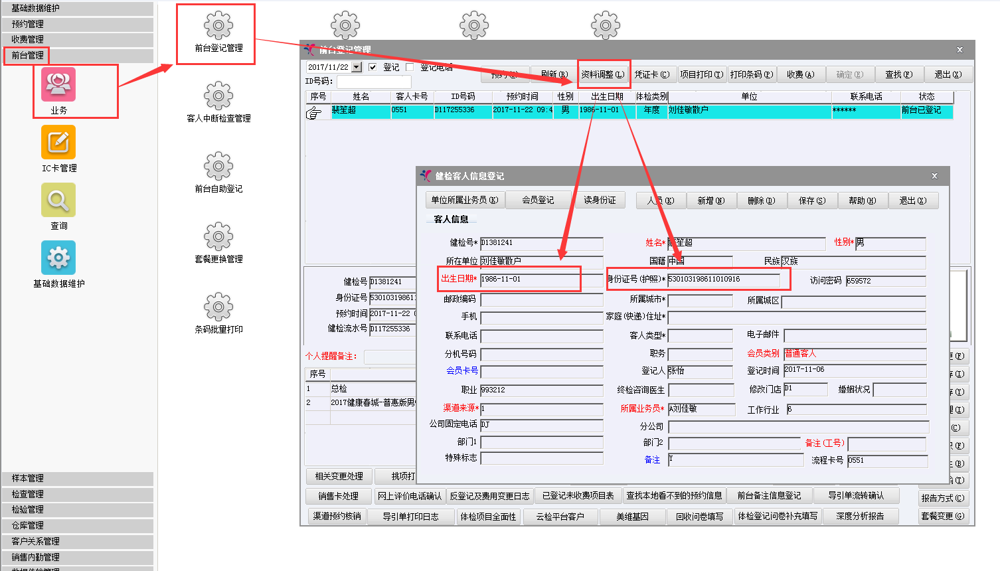 基础数据维护
预约管理
收费管理
前台管理
业务
IC卡管理
查询
基础数据维护
样本管理
检查管理
检验管理
仓库管理
客户关系管理
销售内勤管理
前台登记管理
客人中断检查管理
前台自助登记
套餐更换管理
条码批量打印
前台登记管理
x
2017/11/22 登记 登记电话
ID号码:
刷新(R) 资料调整(L) 凭证卡(C) 项目打印(T) 打印条码(P) 收费(A) 确定(E) 查找(F) 退出(X)
序号 姓名 客人卡号 ID号码 预约时间 性别 出生日期 体检类别 单位 联系电话 状态
裴笙超 0551 D117255336 2017-11-22 09:4 男 1986-11-01 年度 刘佳敏散户 ****** 前台已登记
健检号 D1381241
身份证号 53010319861
预约时间 2017-11-22
健检流水号 D117255336
个人提醒备注:
序号
1 总检
2 2017健康春城-普惠版男
健检客人信息登记
x
单位所属业务员(K) 会员登记 读身份证 人员(K) 新增(N) 删除(D) 保存(S) 帮助(H) 退出(X)
客人信息
健检号* D1381241 姓名* 裴笙超 性别* 男
所在单位 刘佳敏散户 国籍 中国 民族 汉族
出生日期* 1986-11-01 身份证号(护照)* 530103198611010916 访问密码 659572
邮政编码 所属城市* 所属城区
手机 家庭(快递)住址*
联系电话 客人类型* 电子邮件
分机号码 职务 会员类别 普通客人
会员卡号 登记人 张怡 登记时间 2017-11-06
职业 993212 终检咨询医生 修改门店 D1 婚姻状况
渠道来源* 1 所属业务员* A刘佳敏 工作行业 6
公司固定电话 DJ 分公司
部门1 部门2 备注(工号)
特殊标志 备注 Y 流程卡号 0551
相关变更处理 挑项打
销售卡处理 网上评价电话确认 反登记及费用变更日志 已登记未收费项目表 查找本地看不到的预约信息 前台备注信息登记 导引单流转确认 报告方式(C)
渠道预约核销 导引单打印日志 体检项目全面性 云检平台客户 美维基因 回收问卷填写 体检登记问卷补充填写 深度分析报告 套餐变更(G)